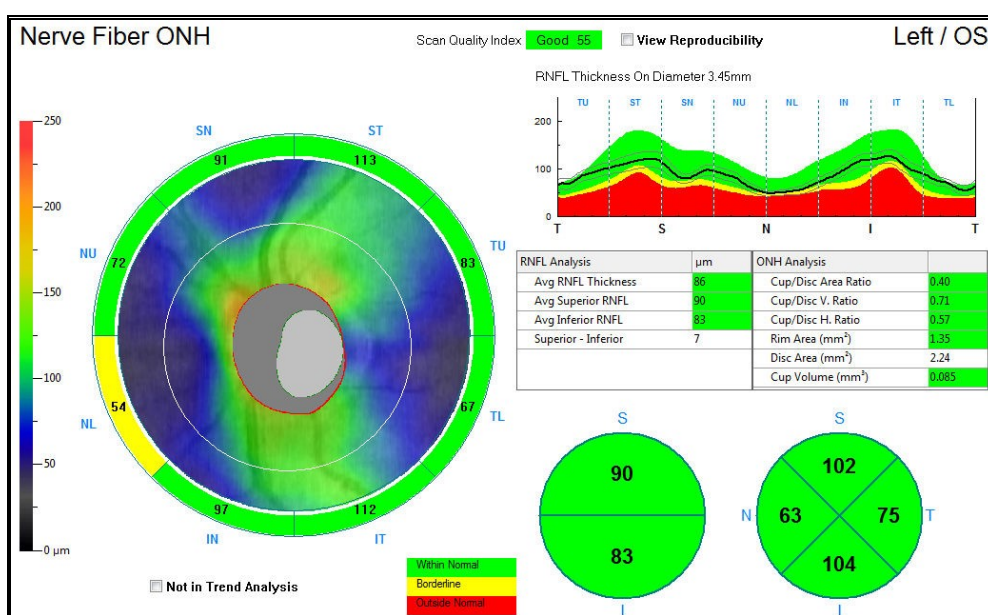 Nerve Fiber ONH
Scan Quality Index Good 55 View Reproducibility
Left / OS
250
200
150
100
50
0 µm
SN
ST
NU
TU
NL
TL
IN
IT
91
113
72
83
54
67
97
112
Not in Trend Analysis
Within Normal
Borderline
Outside Normal
RNFL Thickness On Diameter 3.45mm
TU ST SN NU NL IN IT TL
200
100
0
T S N I T
RNFL Analysis µm
Avg RNFL Thickness 86
Avg Superior RNFL 90
Avg Inferior RNFL 83
Superior - Inferior 7
ONH Analysis
Cup/Disc Area Ratio 0.40
Cup/Disc V. Ratio 0.71
Cup/Disc H. Ratio 0.57
Rim Area (mm²) 1.35
Disc Area (mm²) 2.24
Cup Volume (mm³) 0.085
S
90
83
I
S
102
N 63 75 T
104
I